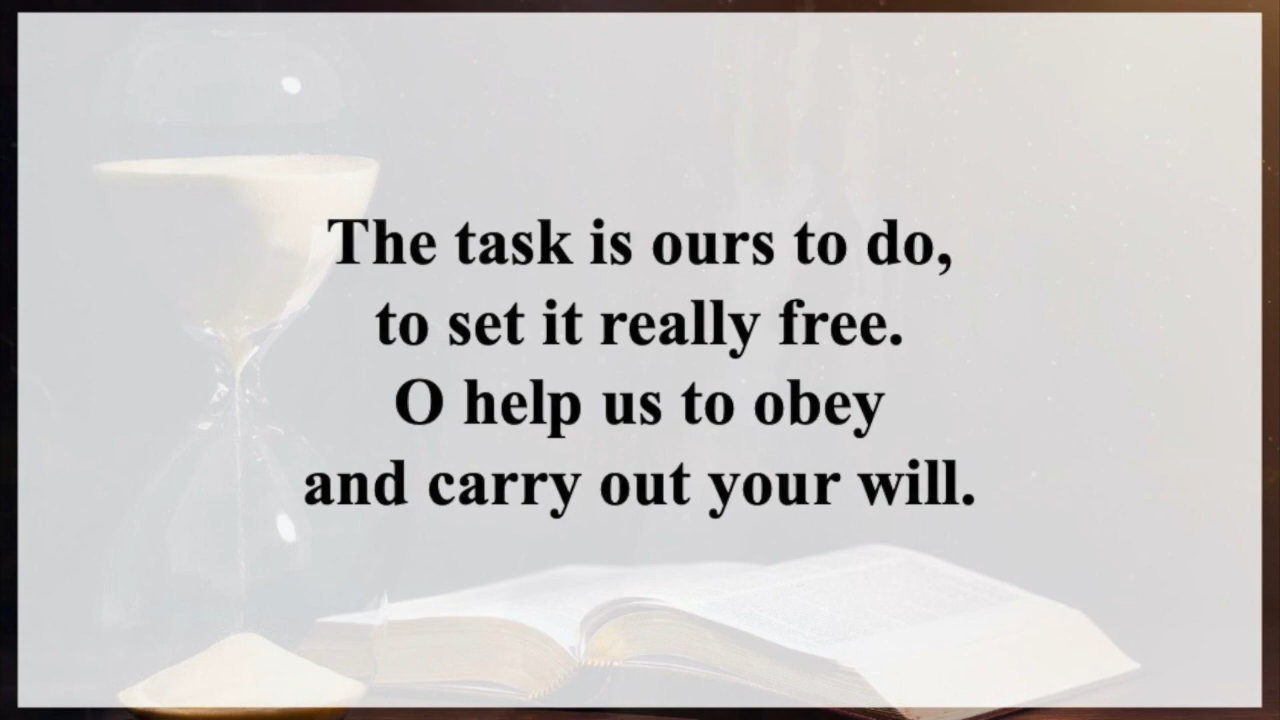 The task is ours to do,
to set it really free.
O help us to obey
and carry out your will.